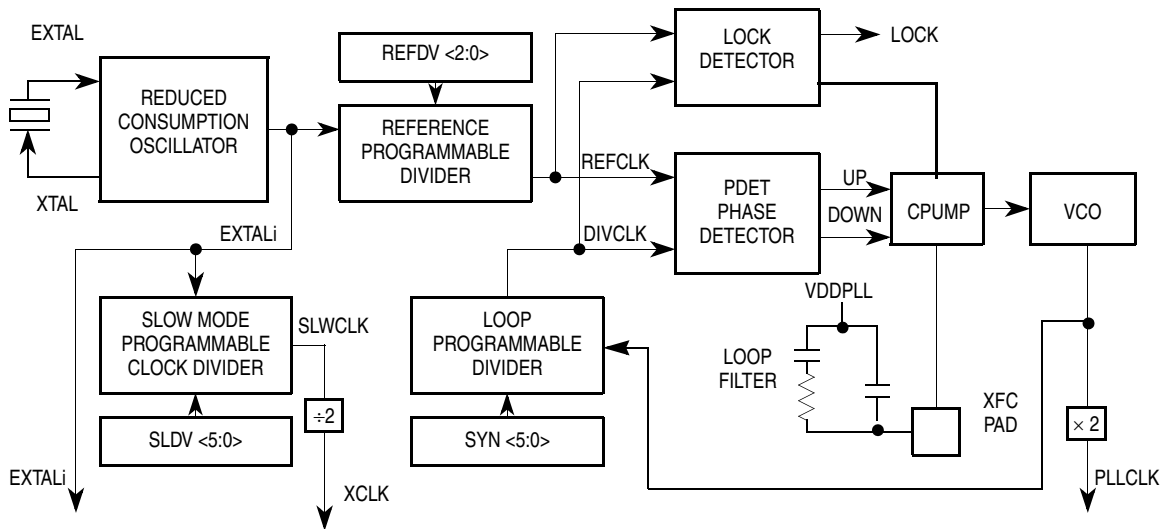 EXTAL
REDUCED
CONSUMPTION
OSCILLATOR
XTAL
REFDV <2:0>
REFERENCE
PROGRAMMABLE
DIVIDER
LOCK
DETECTOR
LOCK
REFCLK
PDET
PHASE
DETECTOR
UP
DOWN
CPUMP
VCO
EXTALi
DIVCLK
SLOW MODE
PROGRAMMABLE
CLOCK DIVIDER
SLWCLK
LOOP
PROGRAMMABLE
DIVIDER
VDDPLL
LOOP
FILTER
XFC
PAD
÷2
× 2
SLDV <5:0>
SYN <5:0>
EXTALi
XCLK
PLLCLK